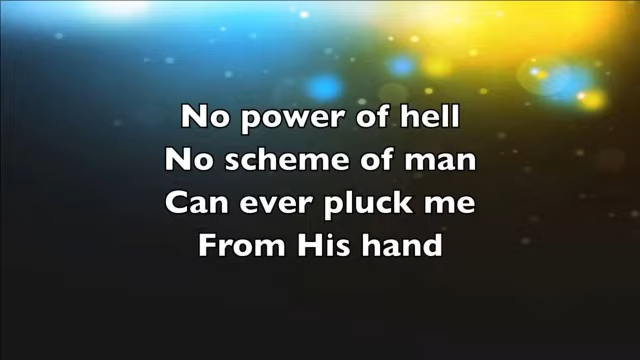 No power of hell
No scheme of man
Can ever pluck me
From His hand